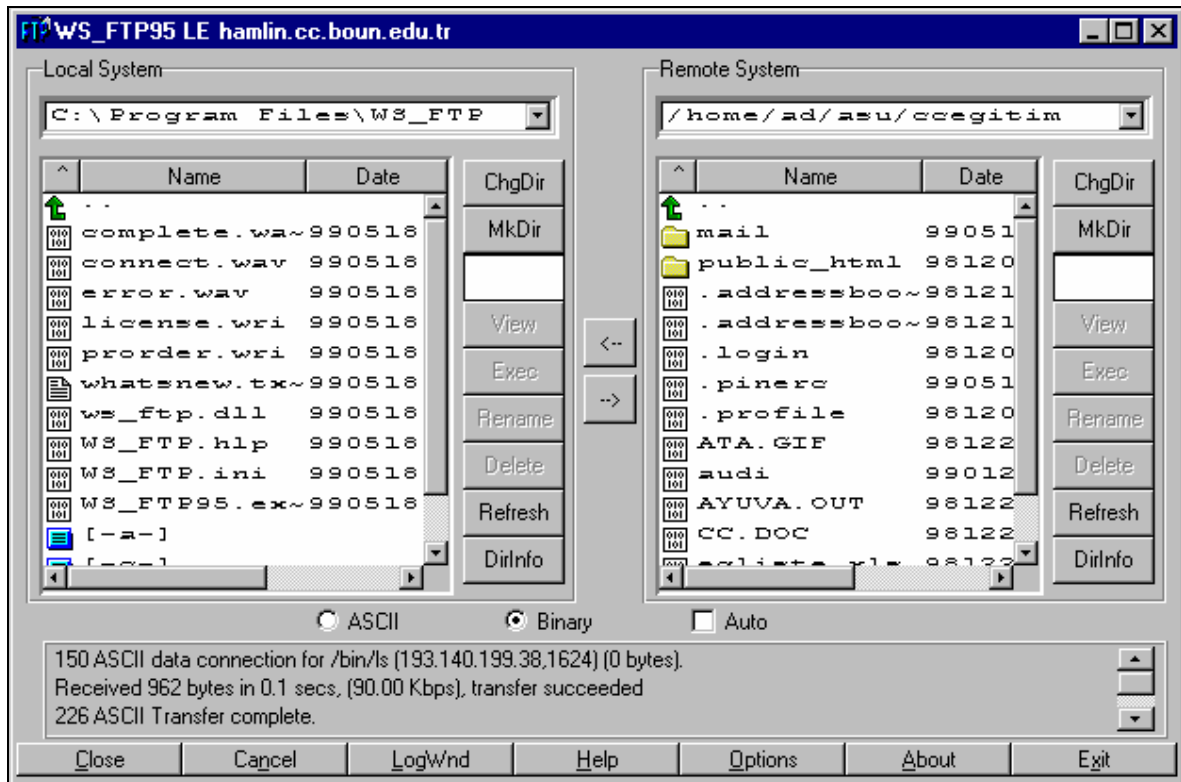 WS_FTP95 LE hamlin.cc.boun.edu.tr
Local System
C:\Program Files\WS_FTP
^ Name Date
..
complete.wa~990518
connect.wav 990518
error.wav 990518
license.wri 990518
prorder.wri 990518
whatsnew.tx~990518
ws_ftp.dll 990518
WS_FTP.hlp 990518
WS_FTP.ini 990518
WS_FTP95.ex~990518
[-a-]
[-c-]
ChgDir
MkDir
View
Exec
Rename
Delete
Refresh
DirInfo
<--
-->
Remote System
/home/ad/asu/ccegitim
^ Name Date
..
mail 99051
public_html 98120
.addressboo~98121
.addressboo~98121
.login 98120
.pinerc 99051
.profile 98120
ATA.GIF 98122
audi 99012
AYUVA.OUT 98122
CC.DOC 98122
ChgDir
MkDir
View
Exec
Rename
Delete
Refresh
DirInfo
ASCII Binary Auto
150 ASCII data connection for /bin/ls (193.140.199.38,1624) (0 bytes).
Received 962 bytes in 0.1 secs, (90.00 Kbps), transfer succeeded
226 ASCII Transfer complete.
Close Cancel LogWnd Help Options About Exit